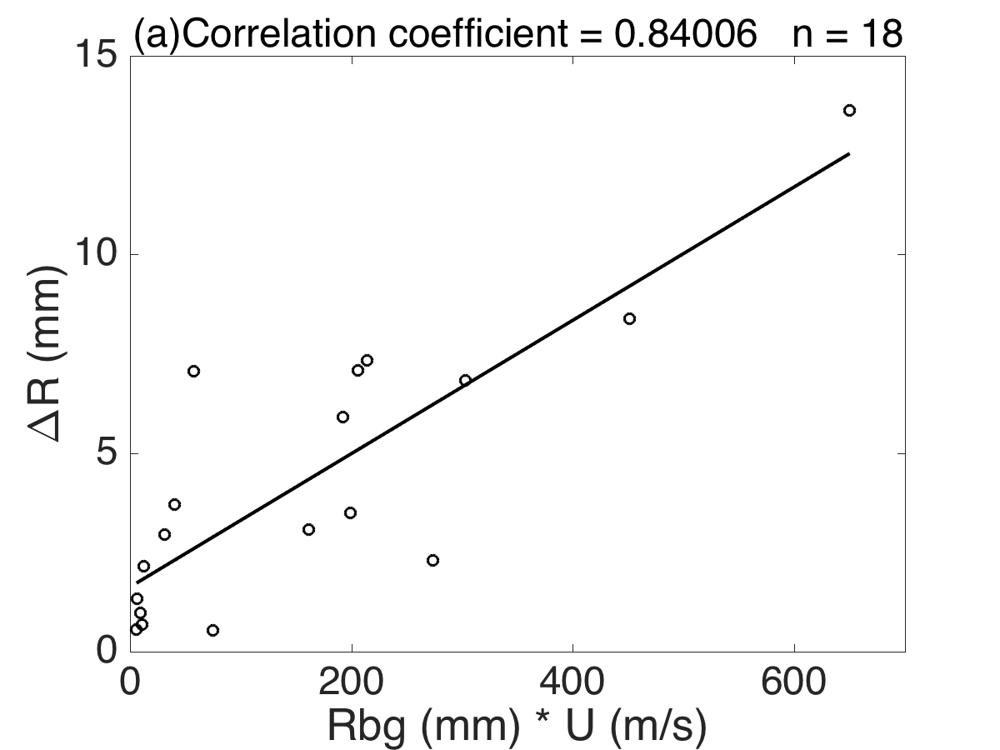 (a)Correlation coefficient = 0.84006 n = 18
15
10
5
0
ΔR (mm)
0 200 400 600
Rbg (mm) * U (m/s)